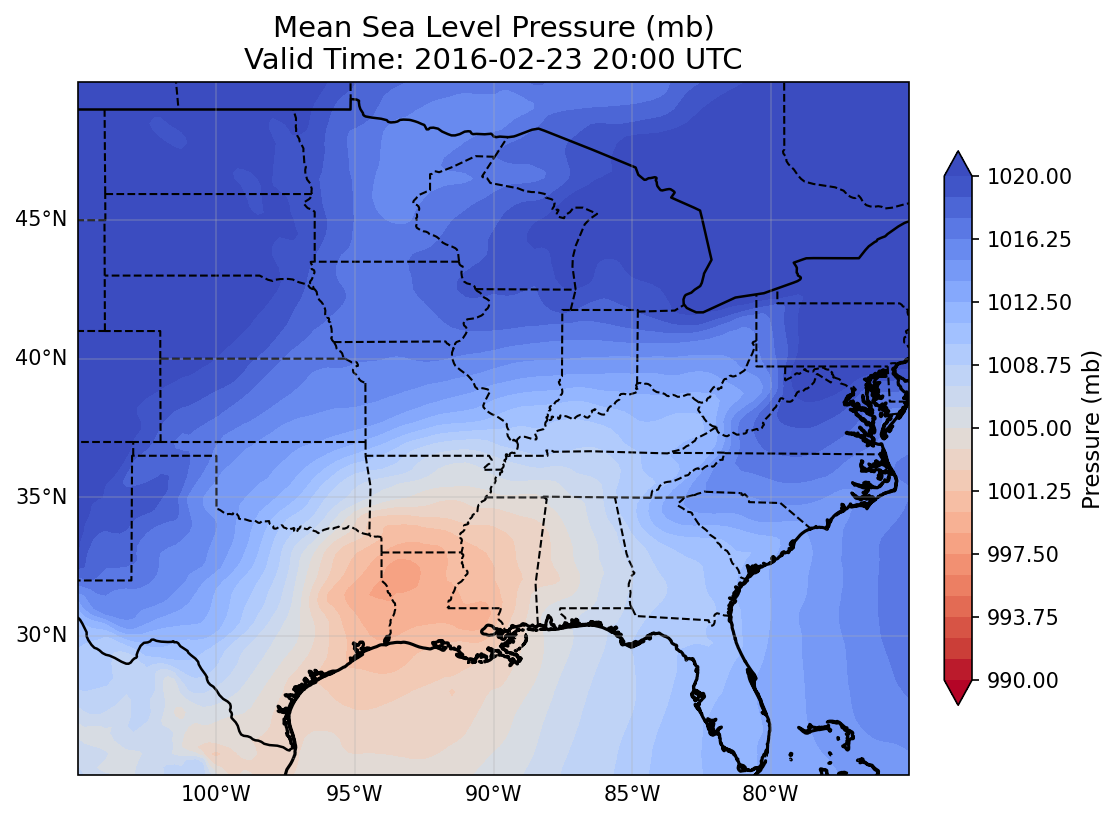 Mean Sea Level Pressure (mb)
Valid Time: 2016-02-23 20:00 UTC
45°N
40°N
35°N
30°N
100°W
95°W
90°W
85°W
80°W
1020.00
1016.25
1012.50
1008.75
1005.00
1001.25
997.50
993.75
990.00
Pressure (mb)